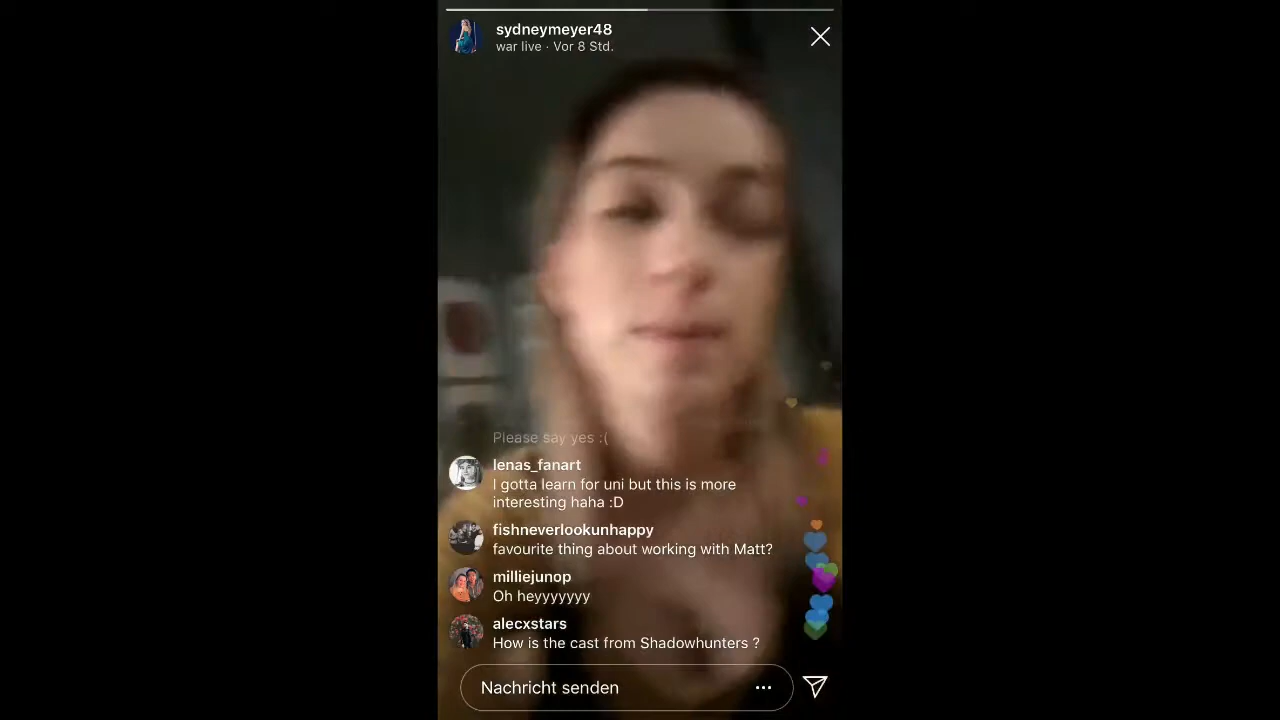 sydneymeyer48
war live · Vor 8 Std.
Please say yes :(
lenas_fanart
I gotta learn for uni but this is more
interesting haha :D
fishneverlookunhappy
favourite thing about working with Matt?
milliejunop
Oh heyyyyyyy
alecxstars
How is the cast from Shadowhunters ?
Nachricht senden